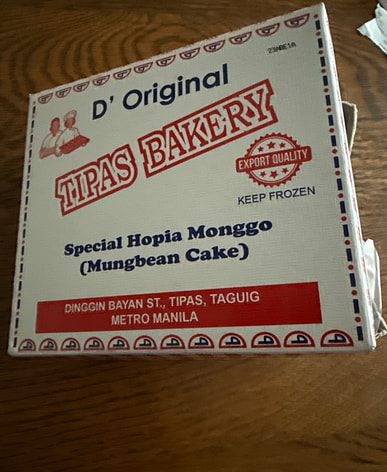 23ABE1A
D' Original
TIPAS BAKERY
EXPORT QUALITY
KEEP FROZEN
Special Hopia Monggo
(Mungbean Cake)
DINGGIN BAYAN ST., TIPAS, TAGUIG
METRO MANILA